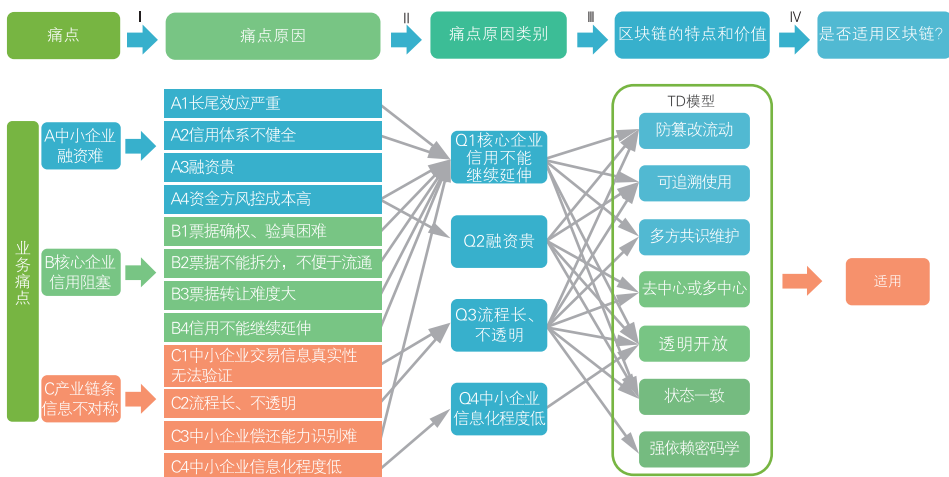 痛点
I
痛点原因
II
痛点原因类别
III
区块链的特点和价值
IV
是否适用区块链?
业务痛点
A中小企业
融资难
B核心企业
信用阻塞
C产业链条
信息不对称
A1长尾效应严重
A2信用体系不健全
A3融资贵
A4资金方风控成本高
B1票据确权、验真困难
B2票据不能拆分，不便于流通
B3票据转让难度大
B4信用不能继续延伸
C1中小企业交易信息真实性
无法验证
C2流程长、不透明
C3中小企业偿还能力识别难
C4中小企业信息化程度低
Q1核心企业
信用不能
继续延伸
Q2融资贵
Q3流程长、
不透明
Q4中小企业
信息化程度低
TD模型
防篡改流动
可追溯使用
多方共识维护
去中心或多中心
透明开放
状态一致
强依赖密码学
适用